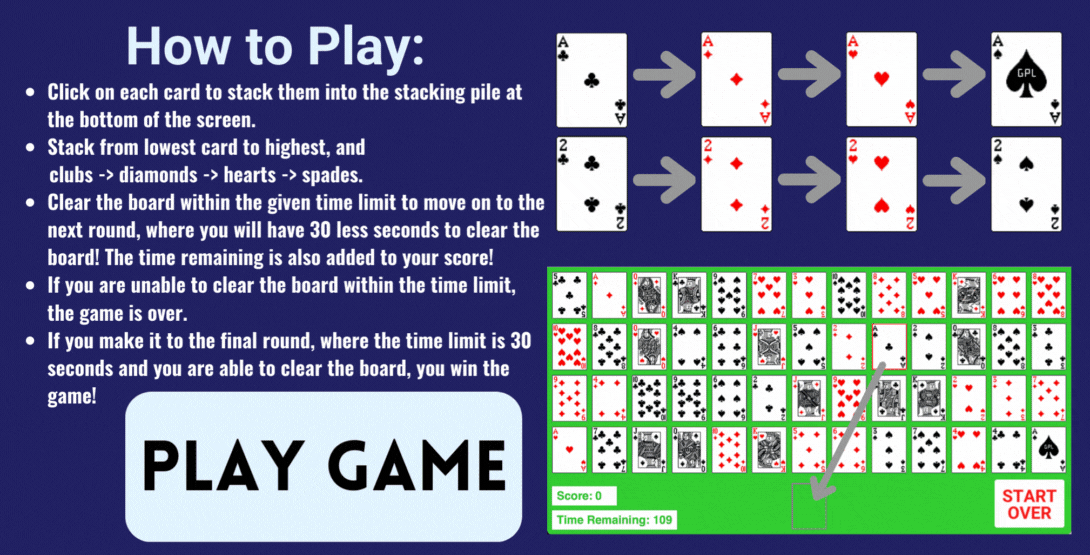 How to Play:
Click on each card to stack them into the stacking pile at
the bottom of the screen.
Stack from lowest card to highest, and
clubs -> diamonds -> hearts -> spades.
Clear the board within the given time limit to move on to the
next round, where you will have 30 less seconds to clear the
board! The time remaining is also added to your score!
If you are unable to clear the board within the time limit,
the game is over.
If you make it to the final round, where the time limit is 30
seconds and you are able to clear the board, you win the
game!
PLAY GAME
A A A A
GPL
2 2 2 2
Score: 0
Time Remaining: 109
START
OVER